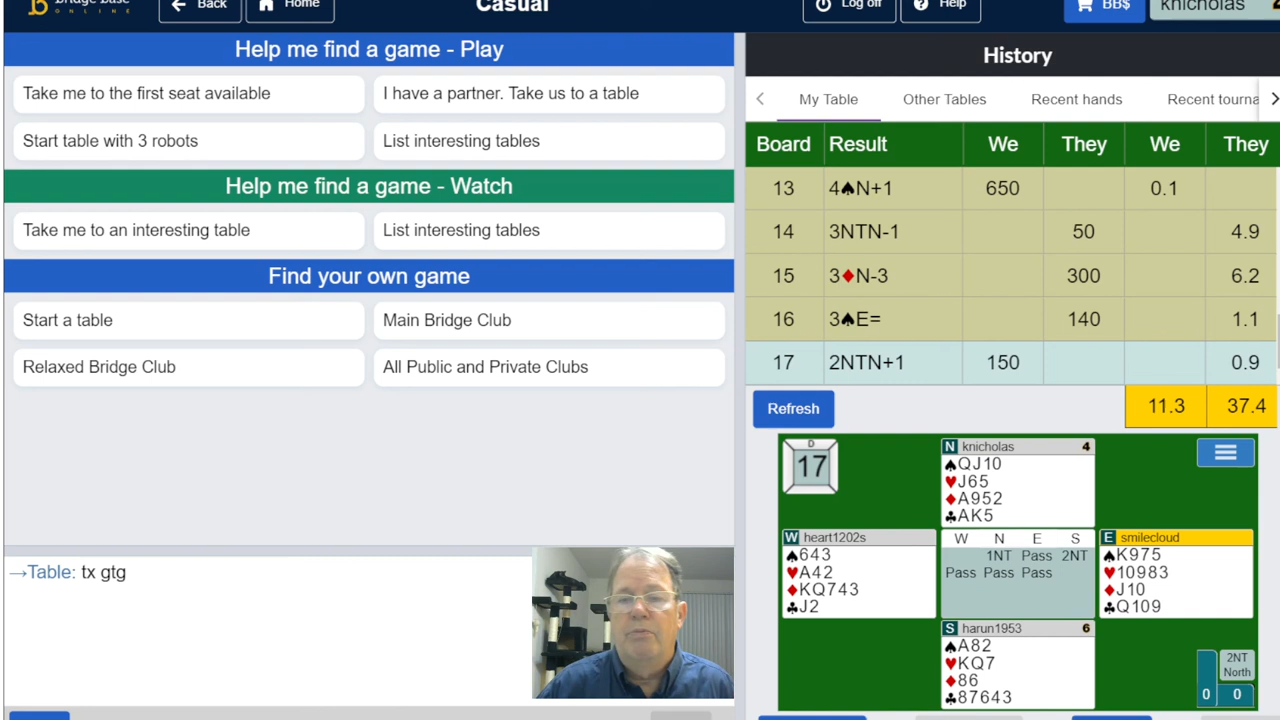 Bridge Base
ONLINE
Back
Home
Casual
Log off
Help
BB$
knicholas
Help me find a game - Play
Take me to the first seat available
I have a partner. Take us to a table
Start table with 3 robots
List interesting tables
Help me find a game - Watch
Take me to an interesting table
List interesting tables
Find your own game
Start a table
Main Bridge Club
Relaxed Bridge Club
All Public and Private Clubs
→Table: tx gtg
History
My Table Other Tables Recent hands Recent tourna
Board Result We They We They
13 4♠N+1 650 0.1
14 3NTN-1 50 4.9
15 3♦N-3 300 6.2
16 3♠E= 140 1.1
17 2NTN+1 150 0.9
Refresh
11.3 37.4
D
17
N knicholas 4
♠QJ10
♥J65
♦A952
♣AK5
W heart1202s
♠643
♥A42
♦KQ743
♣J2
W N E S
1NT Pass 2NT
Pass Pass Pass
E smilecloud
♠K975
♥10983
♦J10
♣Q109
S harun1953 6
♠A82
♥KQ7
♦86
♣87643
2NT
North
0 0